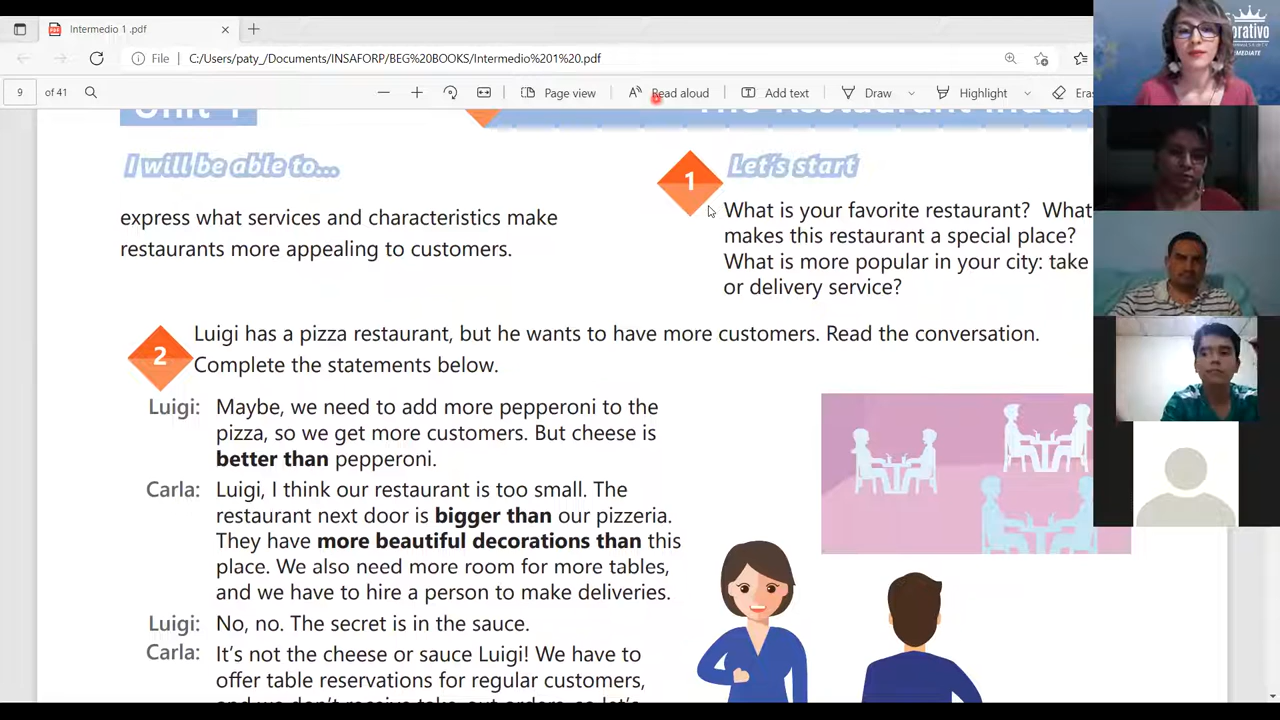 Intermedio 1 .pdf
File C:/Users/paty_/Documents/INSAFORP/BEG%20BOOKS/Intermedio%201%20.pdf
9 of 41 Page view Read aloud Add text Draw Highlight
Unit 1 The Restaurant
I will be able to...
express what services and characteristics make
restaurants more appealing to customers.
1 Let's start
What is your favorite restaurant? What
makes this restaurant a special place?
What is more popular in your city: take
or delivery service?
2 Luigi has a pizza restaurant, but he wants to have more customers. Read the conversation.
Complete the statements below.
Luigi: Maybe, we need to add more pepperoni to the
pizza, so we get more customers. But cheese is
better than pepperoni.
Carla: Luigi, I think our restaurant is too small. The
restaurant next door is bigger than our pizzeria.
They have more beautiful decorations than this
place. We also need more room for more tables,
and we have to hire a person to make deliveries.
Luigi: No, no. The secret is in the sauce.
Carla: It's not the cheese or sauce Luigi! We have to
offer table reservations for regular customers,
orativo